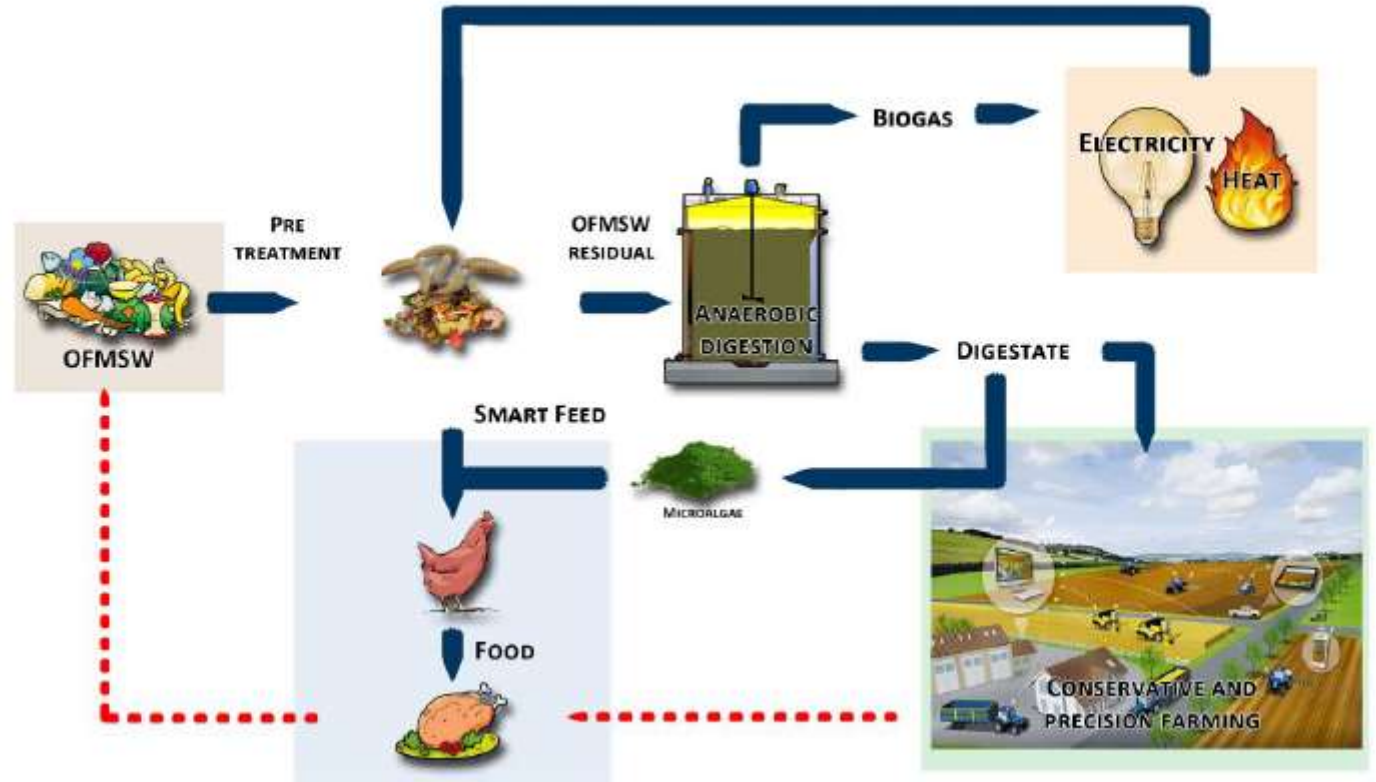 BIOGAS
ELECTRICITY
HEAT
PRE
TREATMENT
OFMSW
RESIDUAL
OFMSW
ANAEROBIC
DIGESTION
DIGESTATE
SMART FEED
MICROALGAE
FOOD
CONSERVATIVE AND
PRECISION FARMING